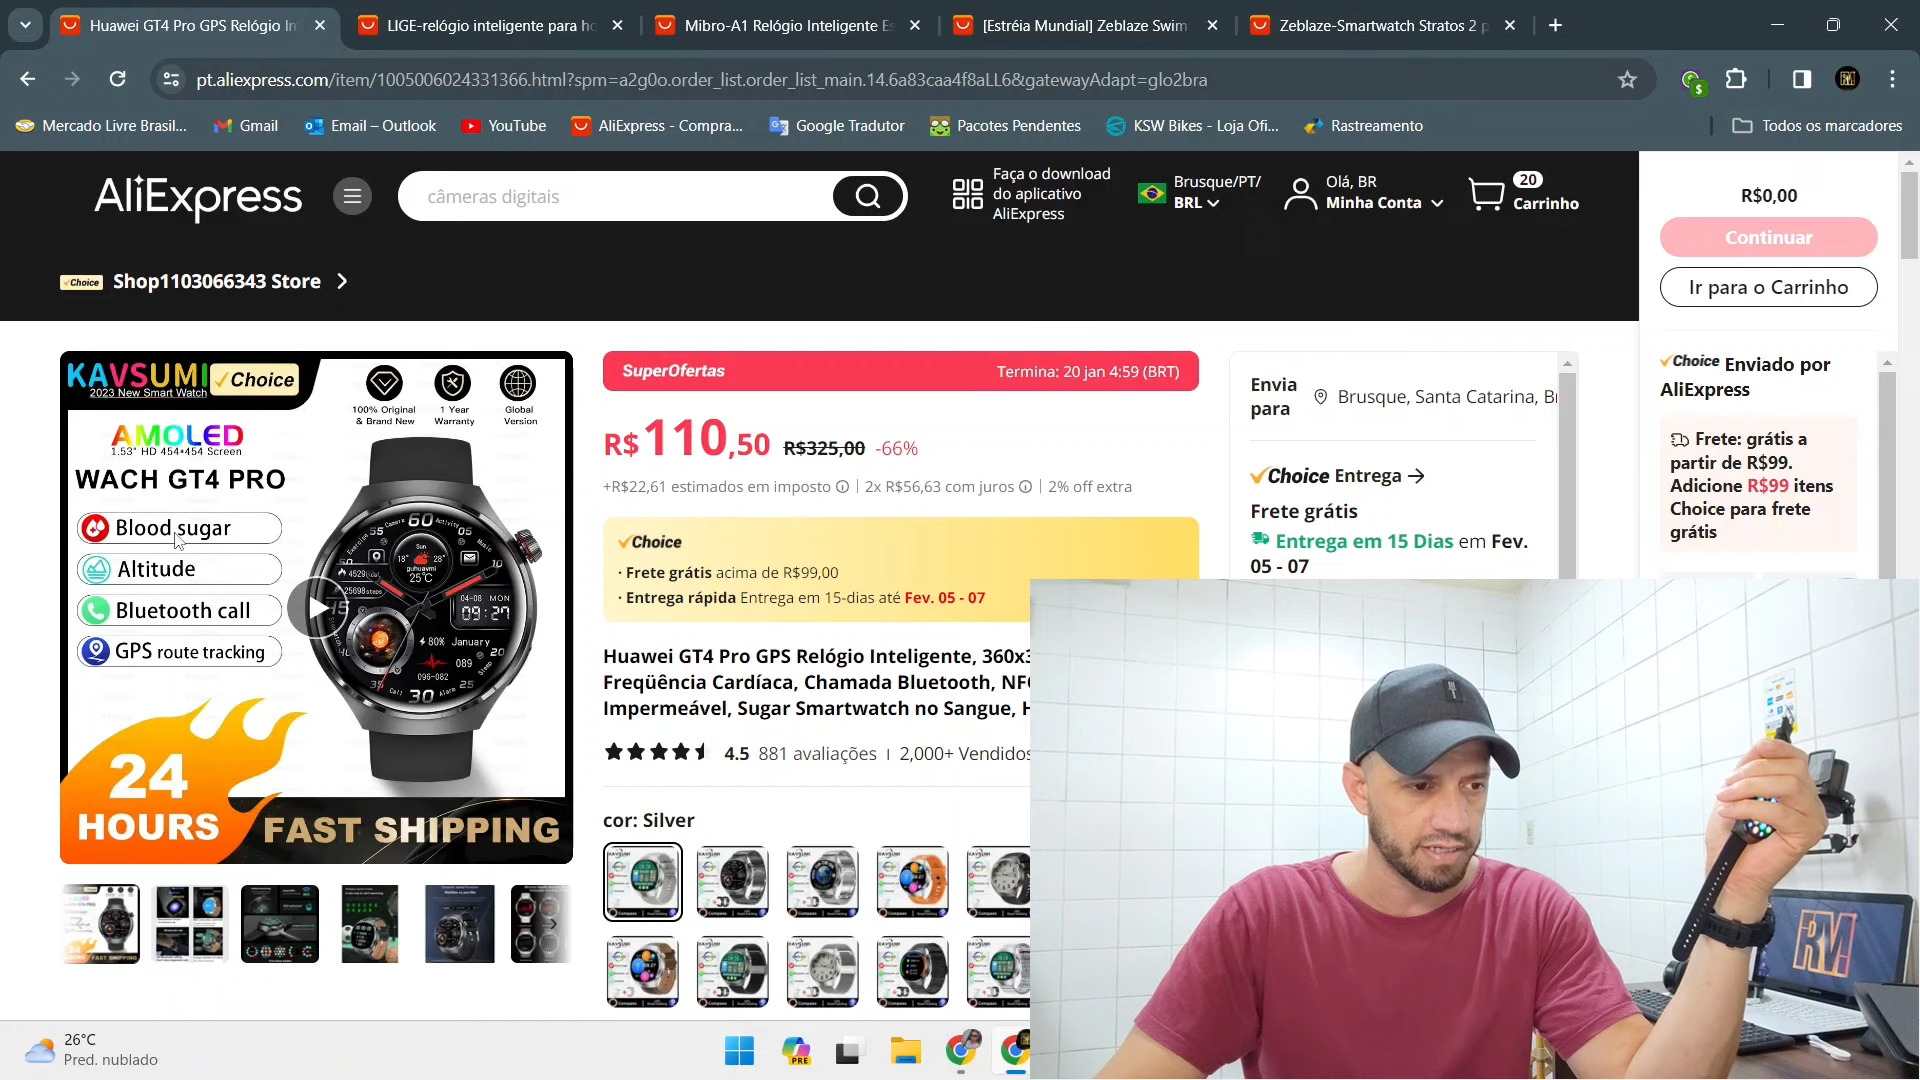 Huawei GT4 Pro GPS Relógio In
LIGE-relógio inteligente para ho
Mibro-A1 Relógio Inteligente Es
[Estréia Mundial] Zeblaze Swim
Zeblaze-Smartwatch Stratos 2 p
pt.aliexpress.com/item/1005006024331366.html?spm=a2g0o.order_list.order_list_main.14.6a83caa4f8aLL6&gatewayAdapt=glo2bra
Mercado Livre Brasil...
Gmail
Email – Outlook
YouTube
AliExpress - Compra...
Google Tradutor
Pacotes Pendentes
KSW Bikes - Loja Ofi...
Rastreamento
Todos os marcadores
AliExpress
câmeras digitais
Faça o download
do aplicativo
AliExpress
Brusque/PT/
BRL
Olá, BR
Minha Conta
20
Carrinho
R$0,00
Continuar
Ir para o Carrinho
Choice Shop1103066343 Store
KAVSUMI
2023 New Smart Watch
Choice
100% Original
& Brand New
1 Year
Warranty
Global
Version
AMOLED
1.53" HD 454*454 Screen
WACH GT4 PRO
Blood sugar
Altitude
Bluetooth call
GPS route tracking
24
HOURS
FAST SHIPPING
SuperOfertas
Termina: 20 jan 4:59 (BRT)
R$110,50 R$325,00 -66%
+R$22,61 estimados em imposto | 2x R$56,63 com juros | 2% off extra
Choice
· Frete grátis acima de R$99,00
· Entrega rápida Entrega em 15-dias até Fev. 05 - 07
Huawei GT4 Pro GPS Relógio Inteligente, 360x3
Freqüência Cardíaca, Chamada Bluetooth, NF
Impermeável, Sugar Smartwatch no Sangue, H
4.5 881 avaliações | 2,000+ Vendidos
cor: Silver
Envia
para
Brusque, Santa Catarina, Br
Choice Entrega
Frete grátis
Entrega em 15 Dias em Fev.
05 - 07
Choice Enviado por
AliExpress
Frete: grátis a
partir de R$99.
Adicione R$99 itens
Choice para frete
grátis
26°C
Pred. nublado
PRE
RM